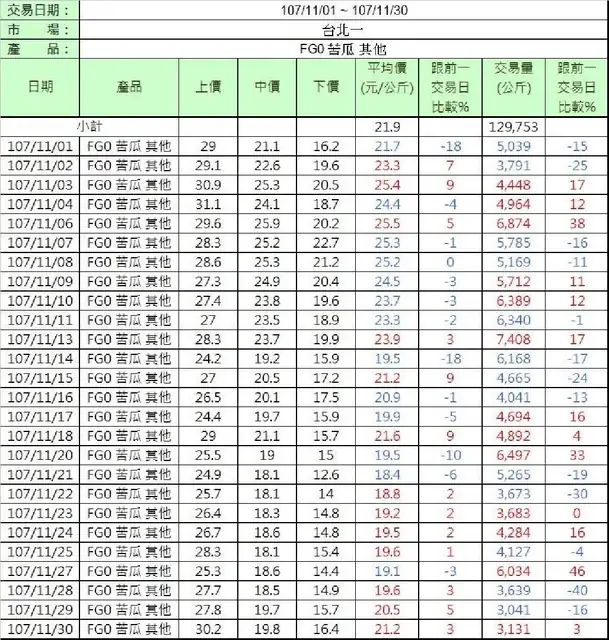 交易日期： 107/11/01 ~ 107/11/30
市 場： 台北一
產 品： FG0 苦瓜 其他
日期 產品 上價 中價 下價 平均價(元/公斤) 跟前一交易日比較% 交易量(公斤) 跟前一交易日比較%
小計 21.9 129,753
107/11/01 FG0 苦瓜 其他 29 21.1 16.2 21.7 -18 5,039 -15
107/11/02 FG0 苦瓜 其他 29.1 22.6 19.6 23.3 7 3,791 -25
107/11/03 FG0 苦瓜 其他 30.9 25.3 20.5 25.4 9 4,448 17
107/11/04 FG0 苦瓜 其他 31.1 24.1 18.7 24.4 -4 4,964 12
107/11/06 FG0 苦瓜 其他 29.6 25.9 20.2 25.5 5 6,874 38
107/11/07 FG0 苦瓜 其他 28.3 25.2 22.7 25.3 -1 5,785 -16
107/11/08 FG0 苦瓜 其他 28.6 25.3 21.2 25.2 0 5,169 -11
107/11/09 FG0 苦瓜 其他 27.3 24.9 20.4 24.5 -3 5,712 11
107/11/10 FG0 苦瓜 其他 27.4 23.8 19.6 23.7 -3 6,389 12
107/11/11 FG0 苦瓜 其他 27 23.5 18.9 23.3 -2 6,340 -1
107/11/13 FG0 苦瓜 其他 28.3 23.7 19.9 23.9 3 7,408 17
107/11/14 FG0 苦瓜 其他 24.2 19.2 15.9 19.5 -18 6,168 -17
107/11/15 FG0 苦瓜 其他 27 20.5 17.2 21.2 9 4,665 -24
107/11/16 FG0 苦瓜 其他 26.5 20.1 17.5 20.9 -1 4,041 -13
107/11/17 FG0 苦瓜 其他 24.4 19.7 15.9 19.9 -5 4,694 16
107/11/18 FG0 苦瓜 其他 29 21.1 15.7 21.6 9 4,892 4
107/11/20 FG0 苦瓜 其他 25.5 19 15 19.5 -10 6,497 33
107/11/21 FG0 苦瓜 其他 24.9 18.1 12.6 18.4 -6 5,265 -19
107/11/22 FG0 苦瓜 其他 25.7 18.1 14 18.8 2 3,673 -30
107/11/23 FG0 苦瓜 其他 26.4 18.3 14.8 19.2 2 3,683 0
107/11/24 FG0 苦瓜 其他 26.7 18.6 14.8 19.5 2 4,284 16
107/11/25 FG0 苦瓜 其他 28.3 18.1 15.4 19.6 1 4,127 -4
107/11/27 FG0 苦瓜 其他 25.3 18.6 14.4 19.1 -3 6,034 46
107/11/28 FG0 苦瓜 其他 27.7 18.5 14.9 19.6 3 3,639 -40
107/11/29 FG0 苦瓜 其他 27.8 19.7 15.7 20.5 5 3,041 -16
107/11/30 FG0 苦瓜 其他 30.2 19.8 16.4 21.2 3 3,131 3